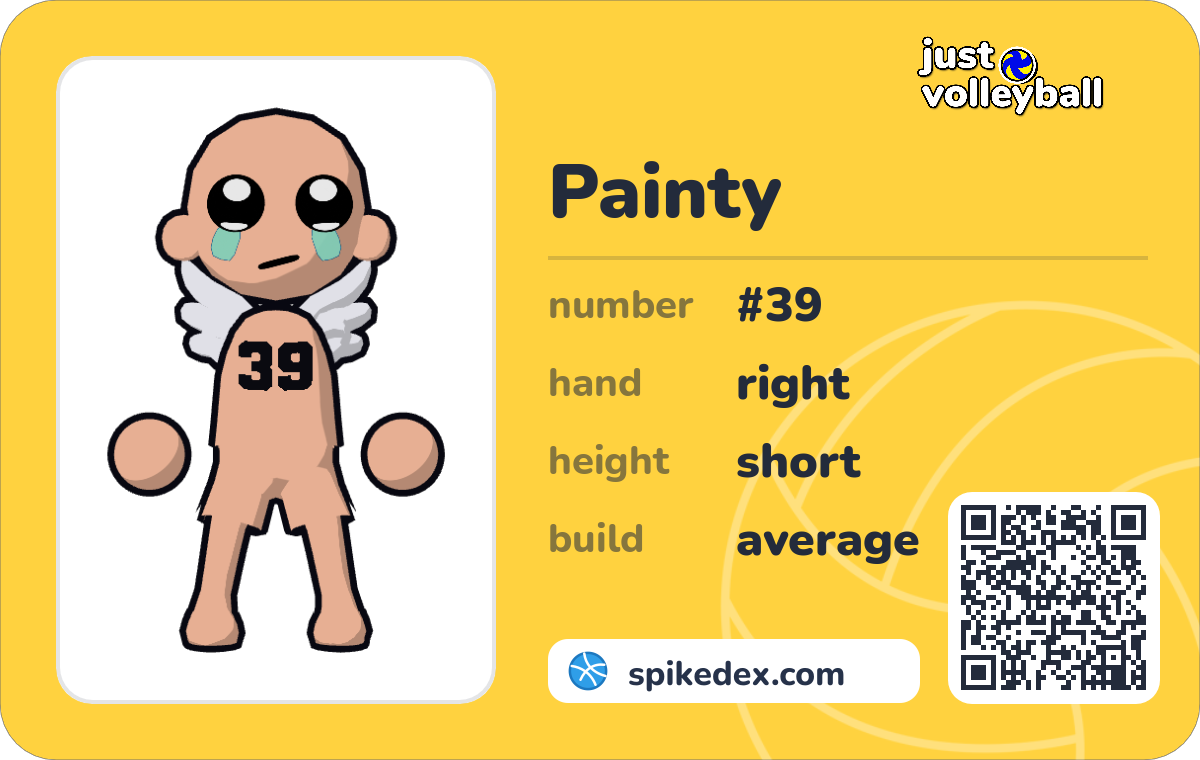 just
volleyball
Painty
number #39
hand right
height short
build average
39
spikedex.com